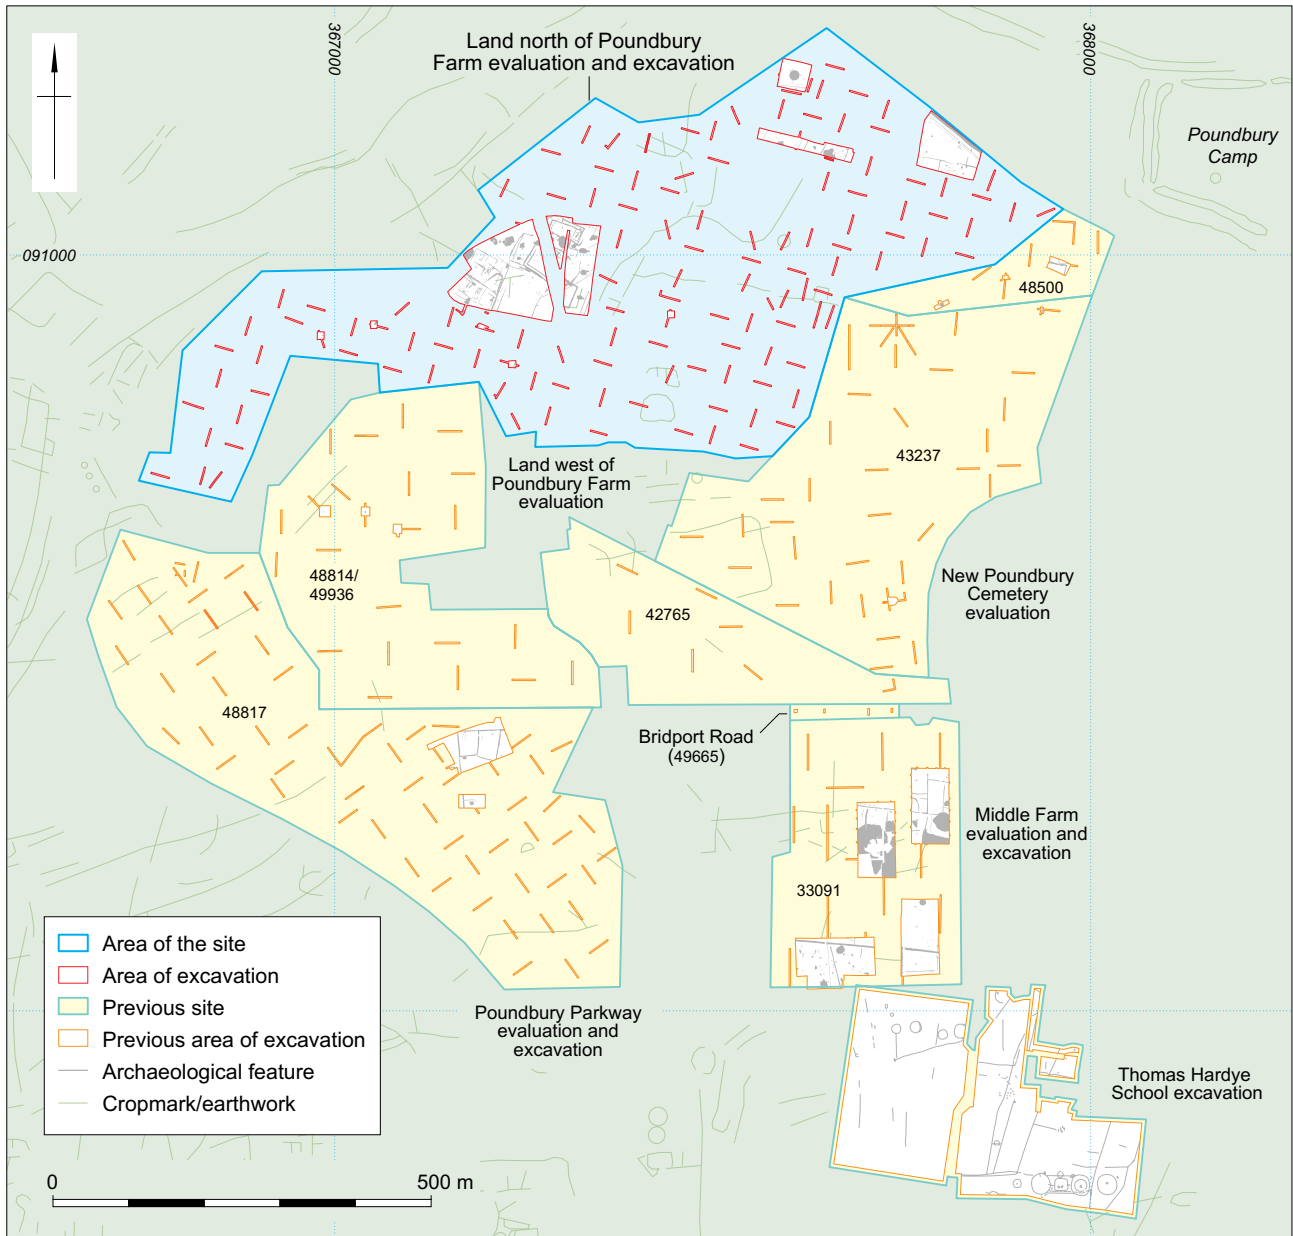 367000
368000
Land north of Poundbury
Farm evaluation and excavation
Poundbury
Camp
091000
48500
43237
Land west of
Poundbury Farm
evaluation
48814/
49936
42765
New Poundbury
Cemetery
evaluation
48817
Bridport Road
(49665)
Middle Farm
evaluation and
excavation
33091
Area of the site
Area of excavation
Previous site
Previous area of excavation
Archaeological feature
Cropmark/earthwork
Poundbury Parkway
evaluation and
excavation
Thomas Hardye
School excavation
0
500 m